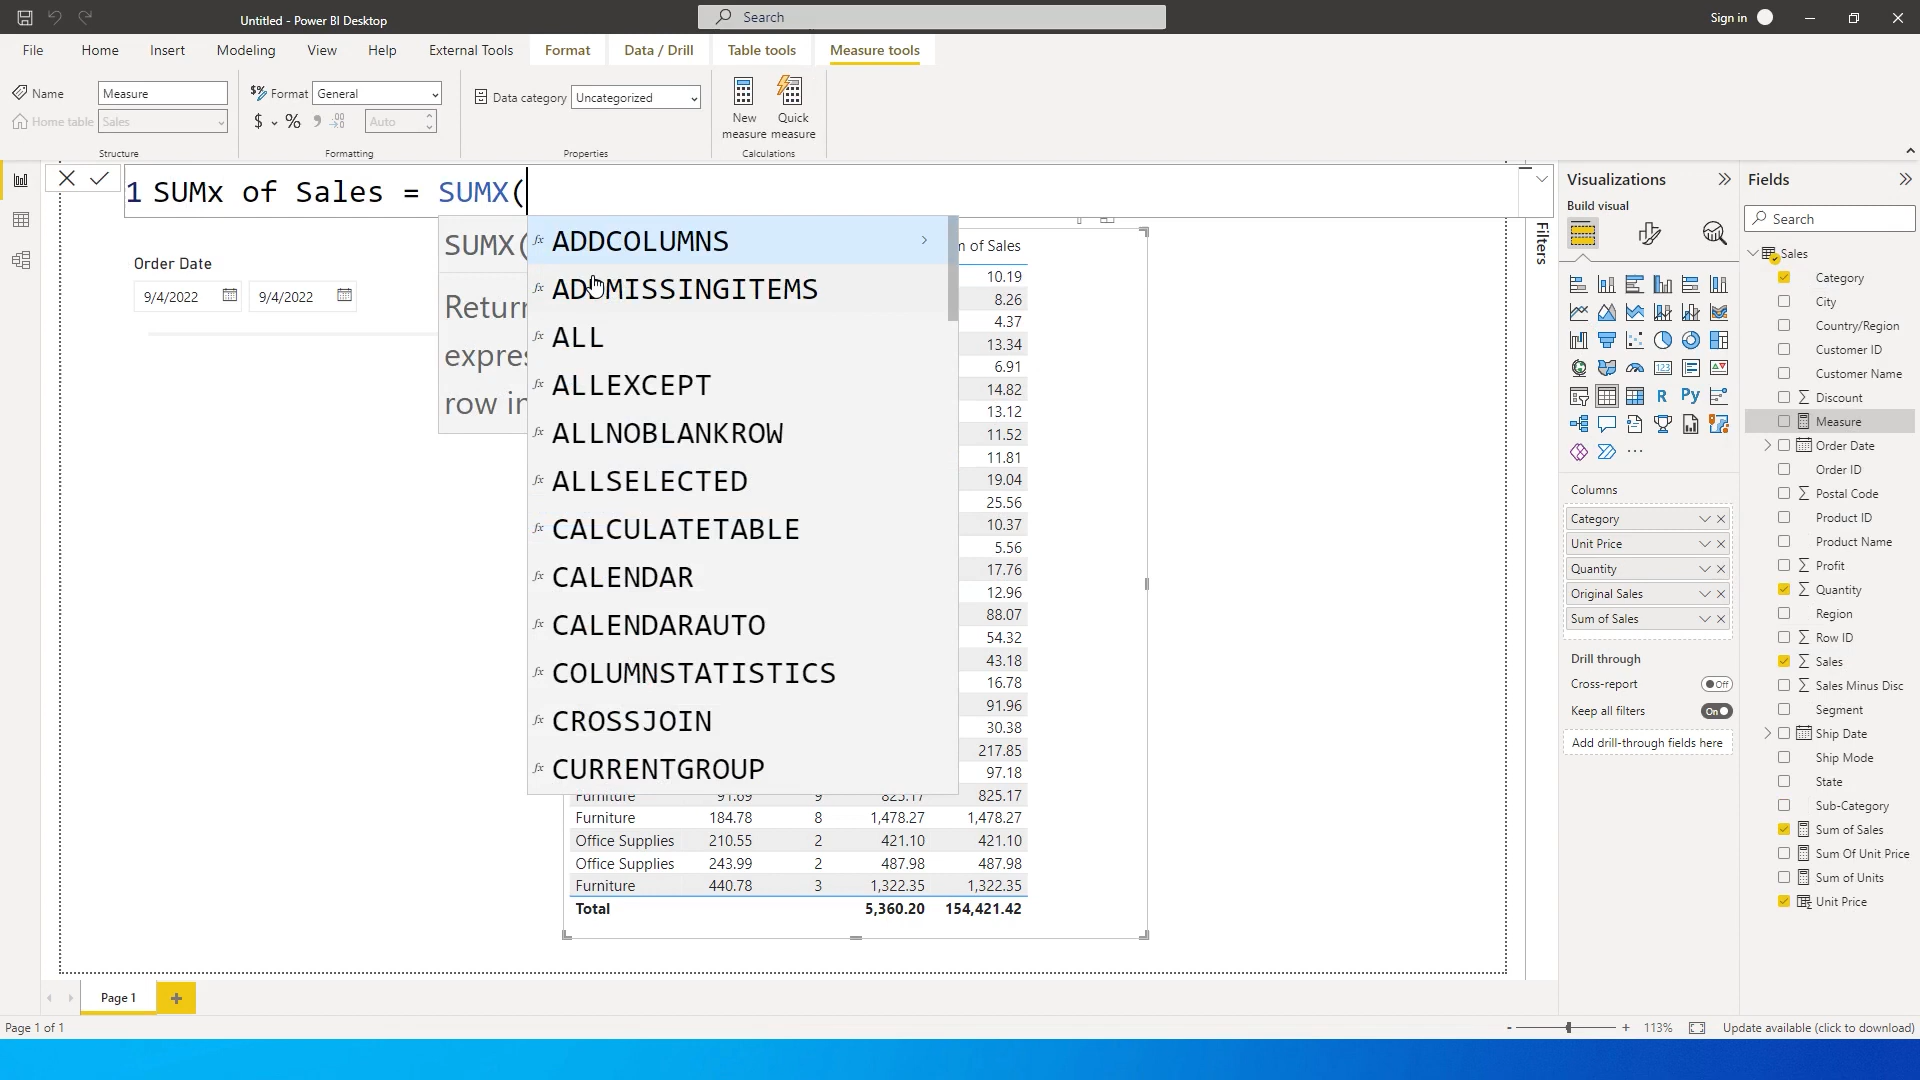 Untitled - Power BI Desktop
Search
Sign in
File
Home
Insert
Modeling
View
Help
External Tools
Format
Data / Drill
Table tools
Measure tools
Name
Measure
Home table
Sales
Structure
Format
General
$ % 
Auto
Formatting
Data category
Uncategorized
Properties
New measure
Quick measure
Calculations
1 SUMx of Sales = SUMX(
SUMX(
Return
row in
ADDCOLUMNS
ALL
ALLEXCEPT
ALLNOBLANKROW
ALLSELECTED
CALCULATETABLE
CALENDAR
CALENDARAUTO
COLUMNSTATISTICS
CROSSJOIN
CURRENTGROUP
Order Date
9/4/2022
9/4/2022
of Sales
10.19
8.26
4.37
13.34
6.91
14.82
13.12
11.52
11.81
19.04
25.56
10.37
5.56
17.76
12.96
88.07
54.32
43.18
16.78
91.96
30.38
217.85
97.18
Furniture 91.69 9 825.17 825.17
Furniture 184.78 8 1,478.27 1,478.27
Office Supplies 210.55 2 421.10 421.10
Office Supplies 243.99 2 487.98 487.98
Furniture 440.78 3 1,322.35 1,322.35
Total 5,360.20 154,421.42
Filters
Visualizations
Build visual
R
Py
Columns
Category
Unit Price
Quantity
Original Sales
Sum of Sales
Drill through
Cross-report
Off
Keep all filters
On
Add drill-through fields here
Fields
Search
Sales
Category
City
Country/Region
Customer ID
Customer Name
Discount
Measure
Order Date
Order ID
Postal Code
Product ID
Product Name
Profit
Quantity
Region
Row ID
Sales
Sales Minus Disc
Segment
Ship Date
Ship Mode
State
Sub-Category
Sum of Sales
Sum Of Unit Price
Sum of Units
Unit Price
Page 1
Page 1 of 1
113%
Update available (click to download)